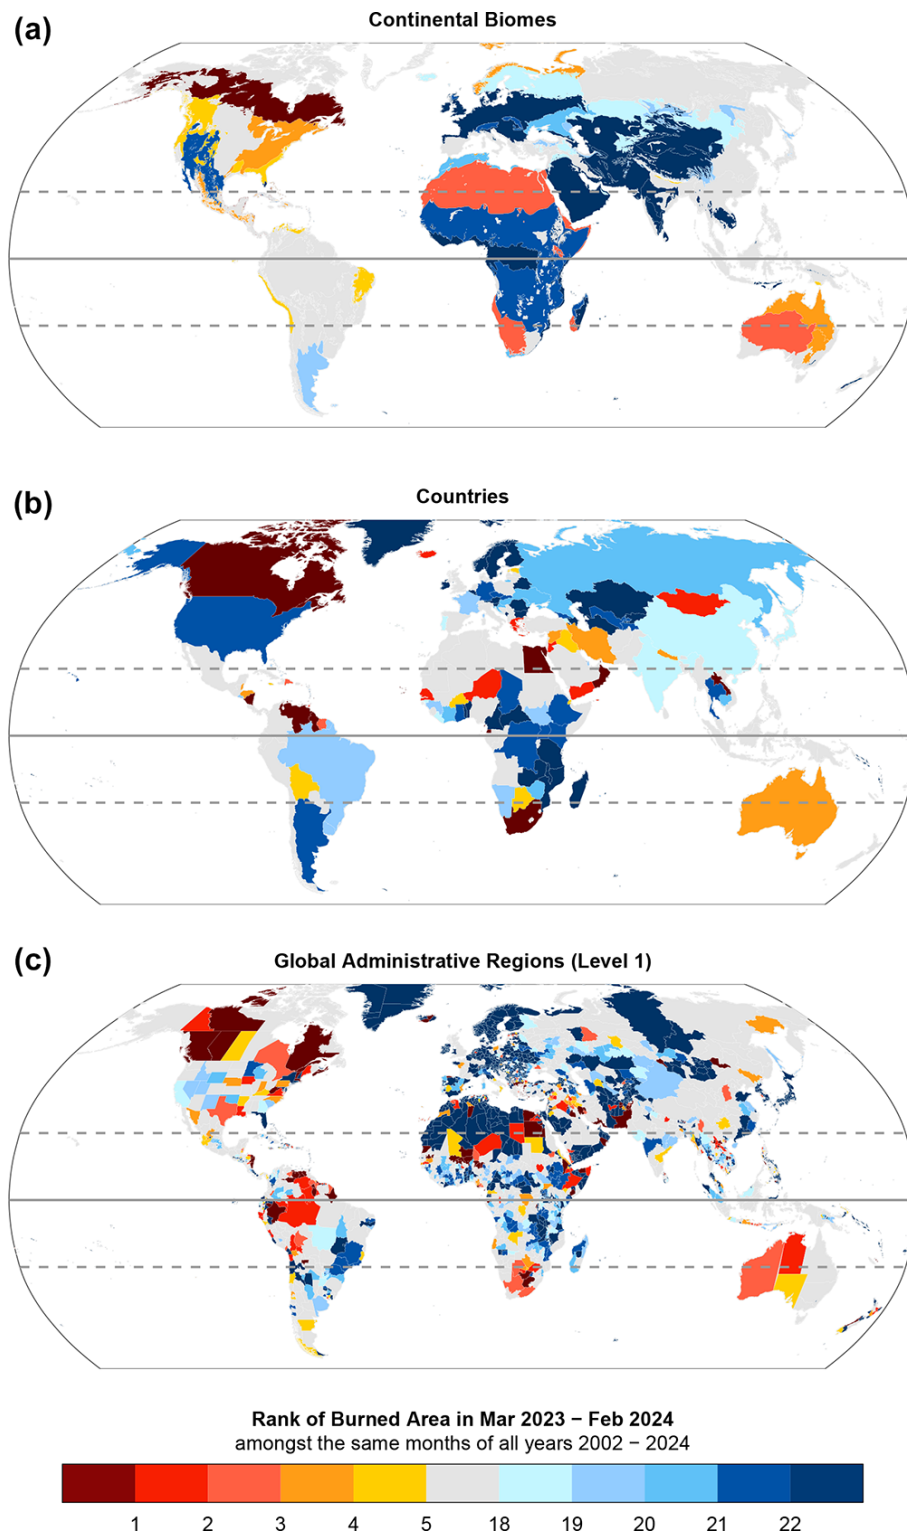 (a)
Continental Biomes
(b)
Countries
(c)
Global Administrative Regions (Level 1)
Rank of Burned Area in Mar 2023 − Feb 2024
amongst the same months of all years 2002 − 2024
1 2 3 4 5 18 19 20 21 22